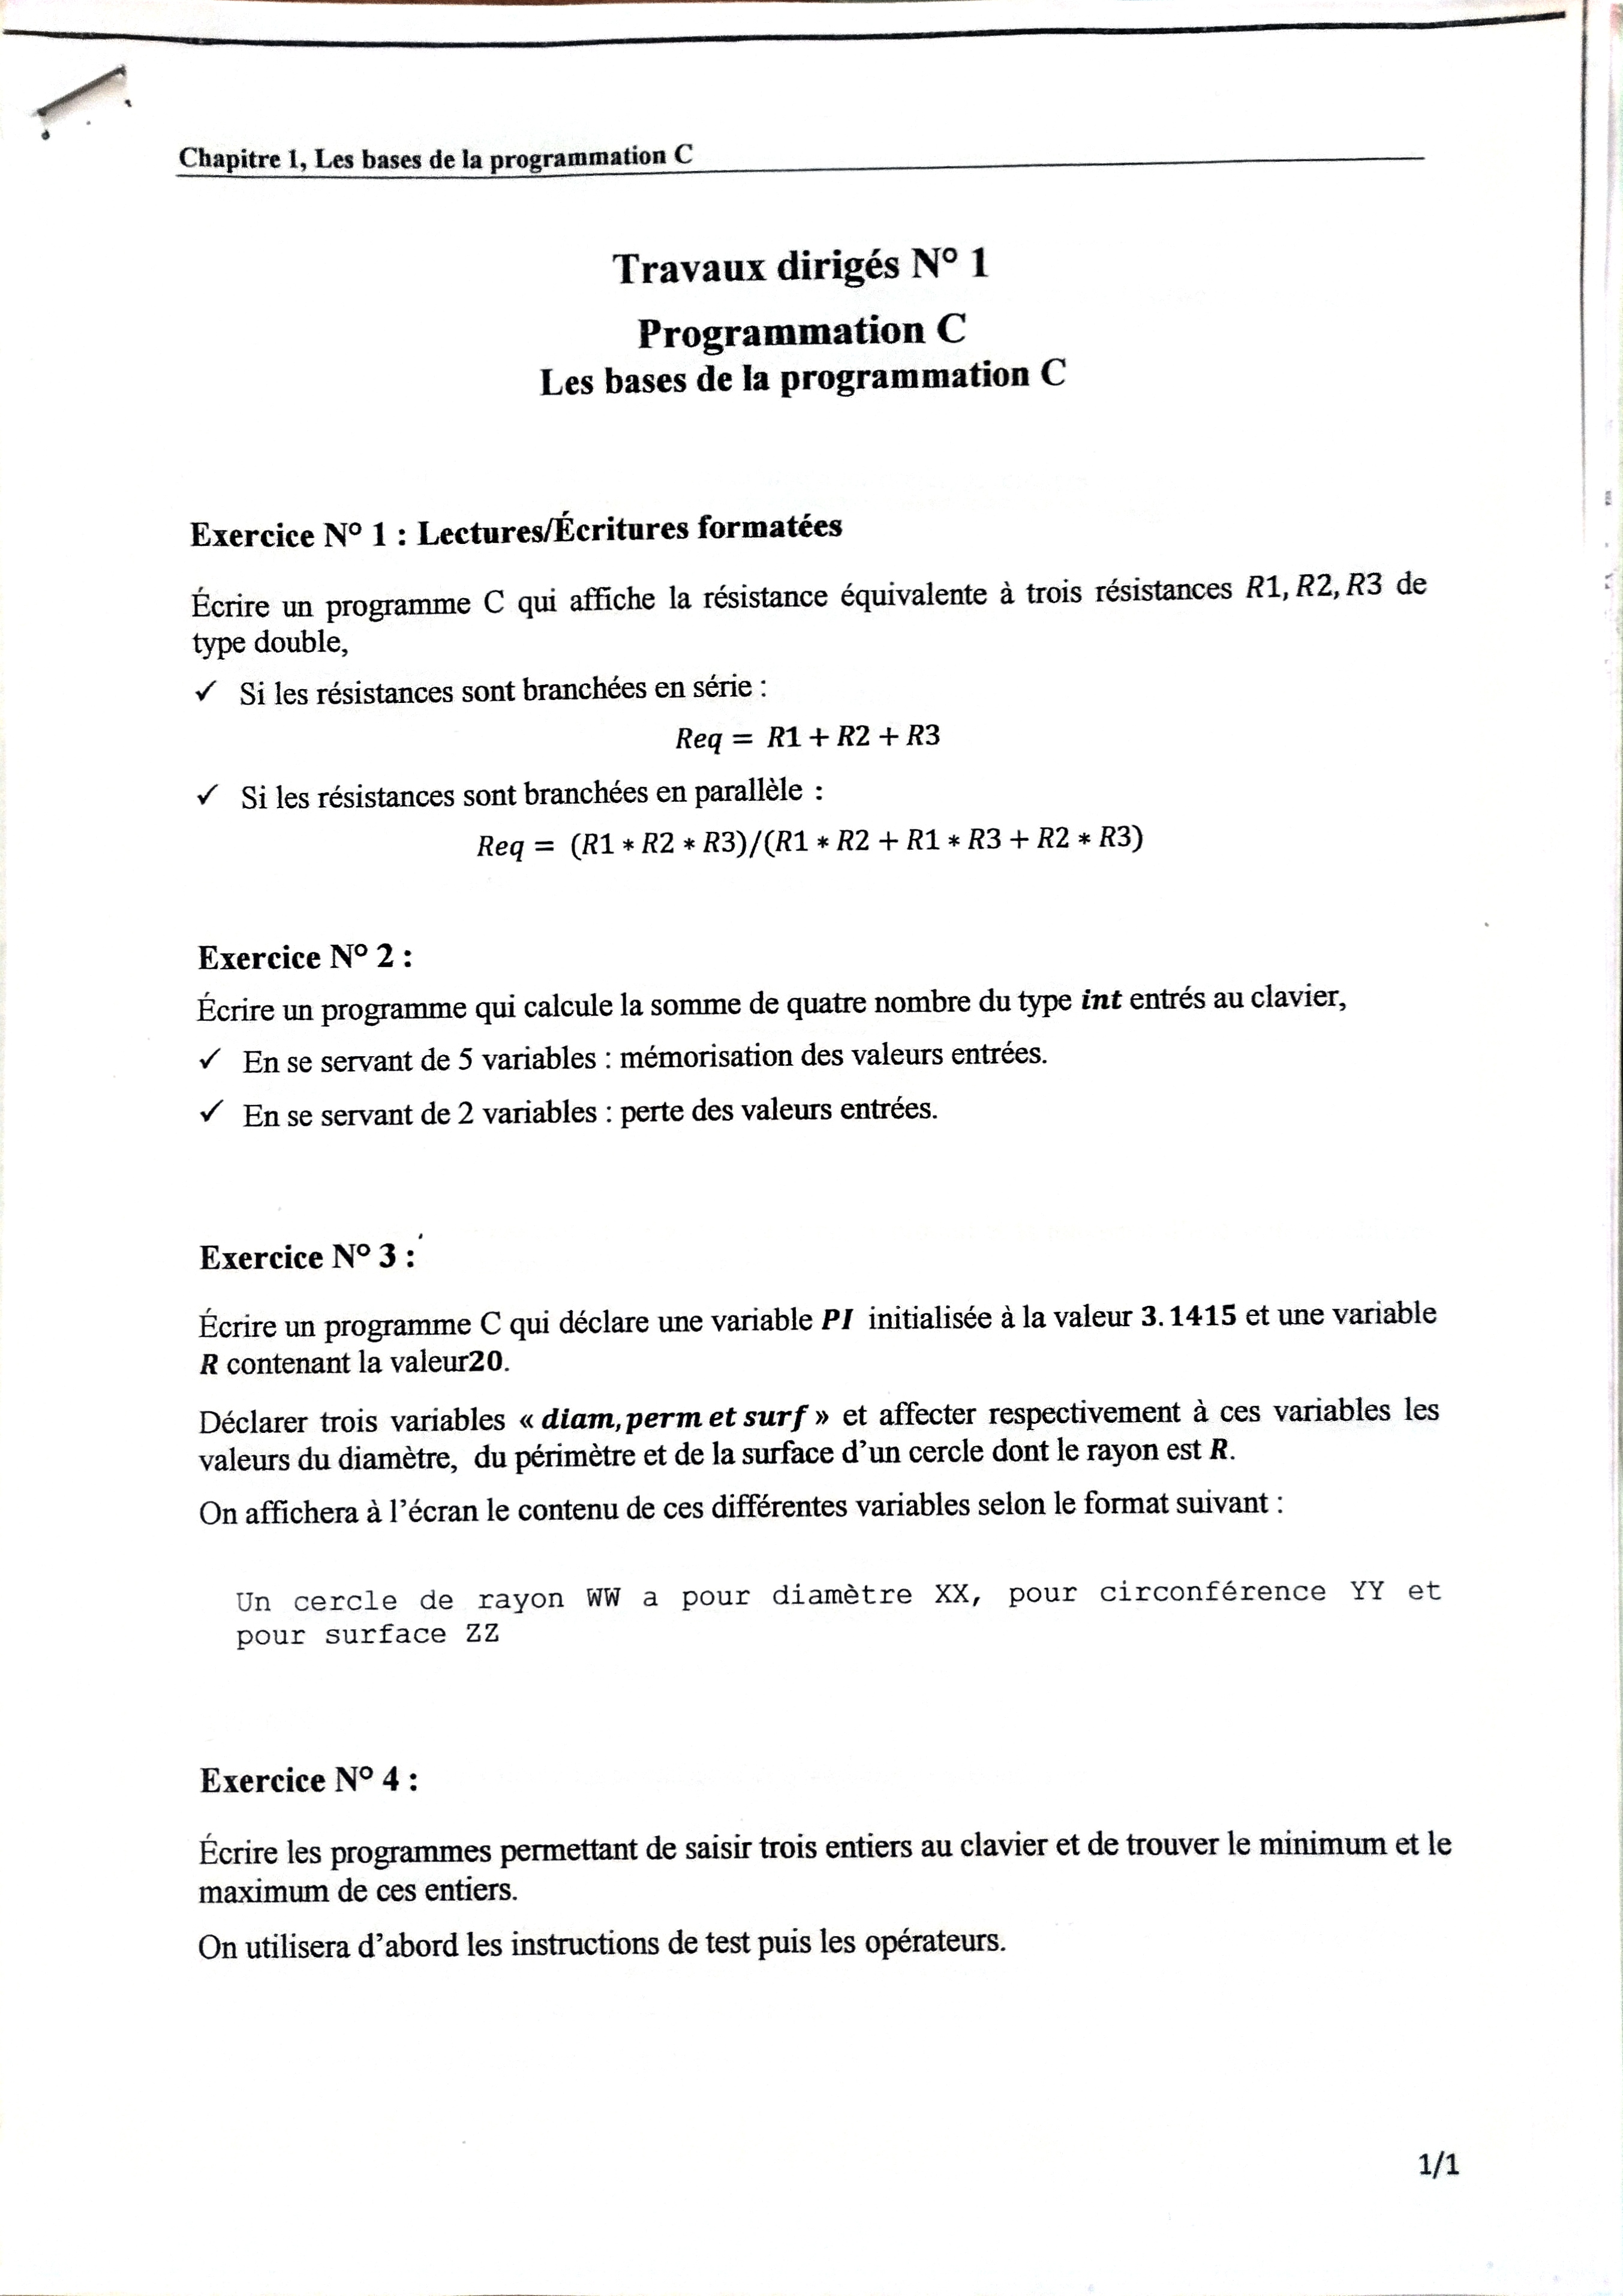 Chapitre 1, Les bases de la programmation C
Travaux dirigés N° 1
Programmation C
Les bases de la programmation C
Exercice N° 1 : Lectures/Écritures formatées
Écrire un programme C qui affiche la résistance équivalente à trois résistances R1, R2, R3 de
type double,
✓ Si les résistances sont branchées en série :
Req = R1 + R2 + R3
✓ Si les résistances sont branchées en parallèle :
Req = (R1 * R2 * R3)/(R1 * R2 + R1 * R3 + R2 * R3)
Exercice N° 2 :
Écrire un programme qui calcule la somme de quatre nombre du type int entrés au clavier,
✓ En se servant de 5 variables : mémorisation des valeurs entrées.
✓ En se servant de 2 variables : perte des valeurs entrées.
Exercice N° 3 :
Écrire un programme C qui déclare une variable PI initialisée à la valeur 3.1415 et une variable
R contenant la valeur20.
Déclarer trois variables « diam, perm et surf » et affecter respectivement à ces variables les
valeurs du diamètre, du périmètre et de la surface d'un cercle dont le rayon est R.
On affichera à l'écran le contenu de ces différentes variables selon le format suivant :
Un cercle de rayon WW a pour diamètre XX, pour circonférence YY et
pour surface ZZ
Exercice N° 4 :
Écrire les programmes permettant de saisir trois entiers au clavier et de trouver le minimum et le
maximum de ces entiers.
On utilisera d'abord les instructions de test puis les opérateurs.
1/1